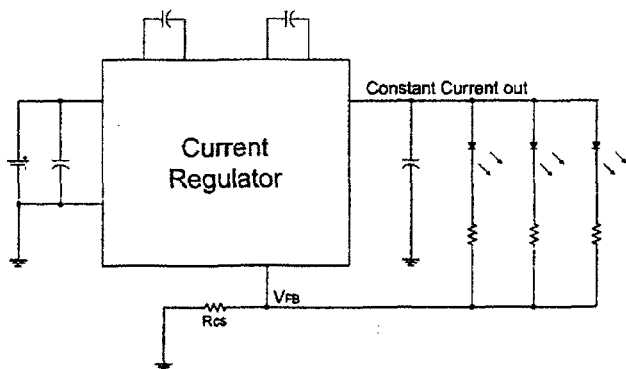 Constant Current out
Current
Regulator
VFB
Rcs